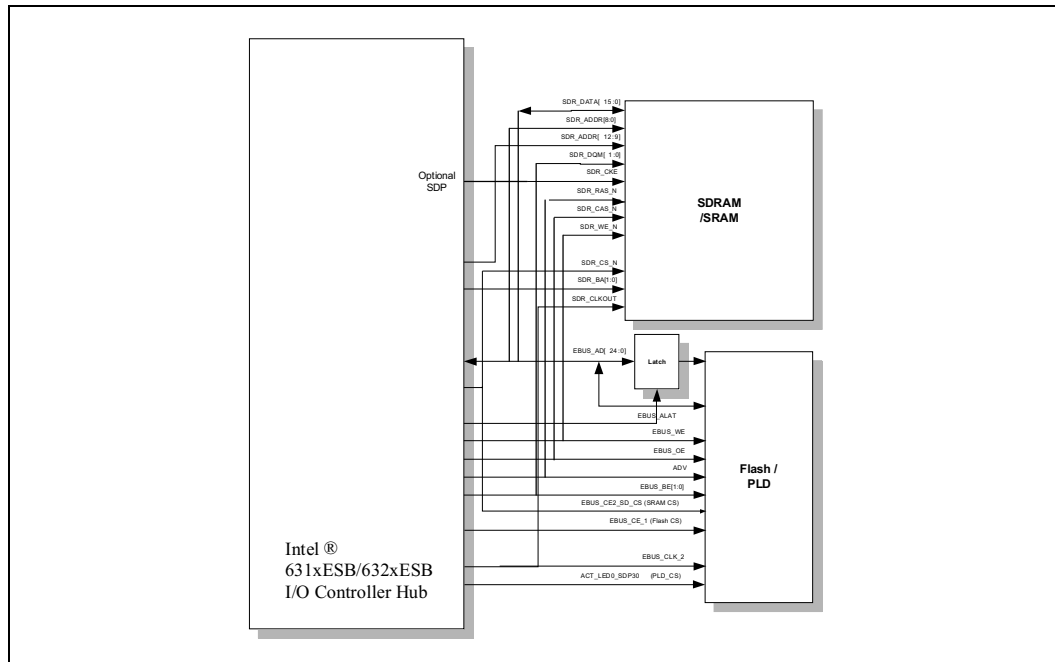 SDR_DATA[ 15:0]
SDR_ADDR[8:0]
SDR_ADDR[ 12:9]
SDR_DQM[ 1:0]
Optional
SDP
SDR_CKE
SDR_RAS_N
SDR_CAS_N
SDR_WE_N
SDRAM
/SRAM
SDR_CS_N
SDR_BA[1:0]
SDR_CLKOUT
EBUS_AD[ 24:0]
Latch
EBUS_ALAT
EBUS_WE
EBUS_OE
ADV
EBUS_BE[1:0]
EBUS_CE2_SD_CS (SRAM CS)
EBUS_CE_1 (Flash CS)
Flash /
PLD
EBUS_CLK_2
ACT_LED0_SDP30 (PLD_CS)
Intel ®
631xESB/632xESB
I/O Controller Hub